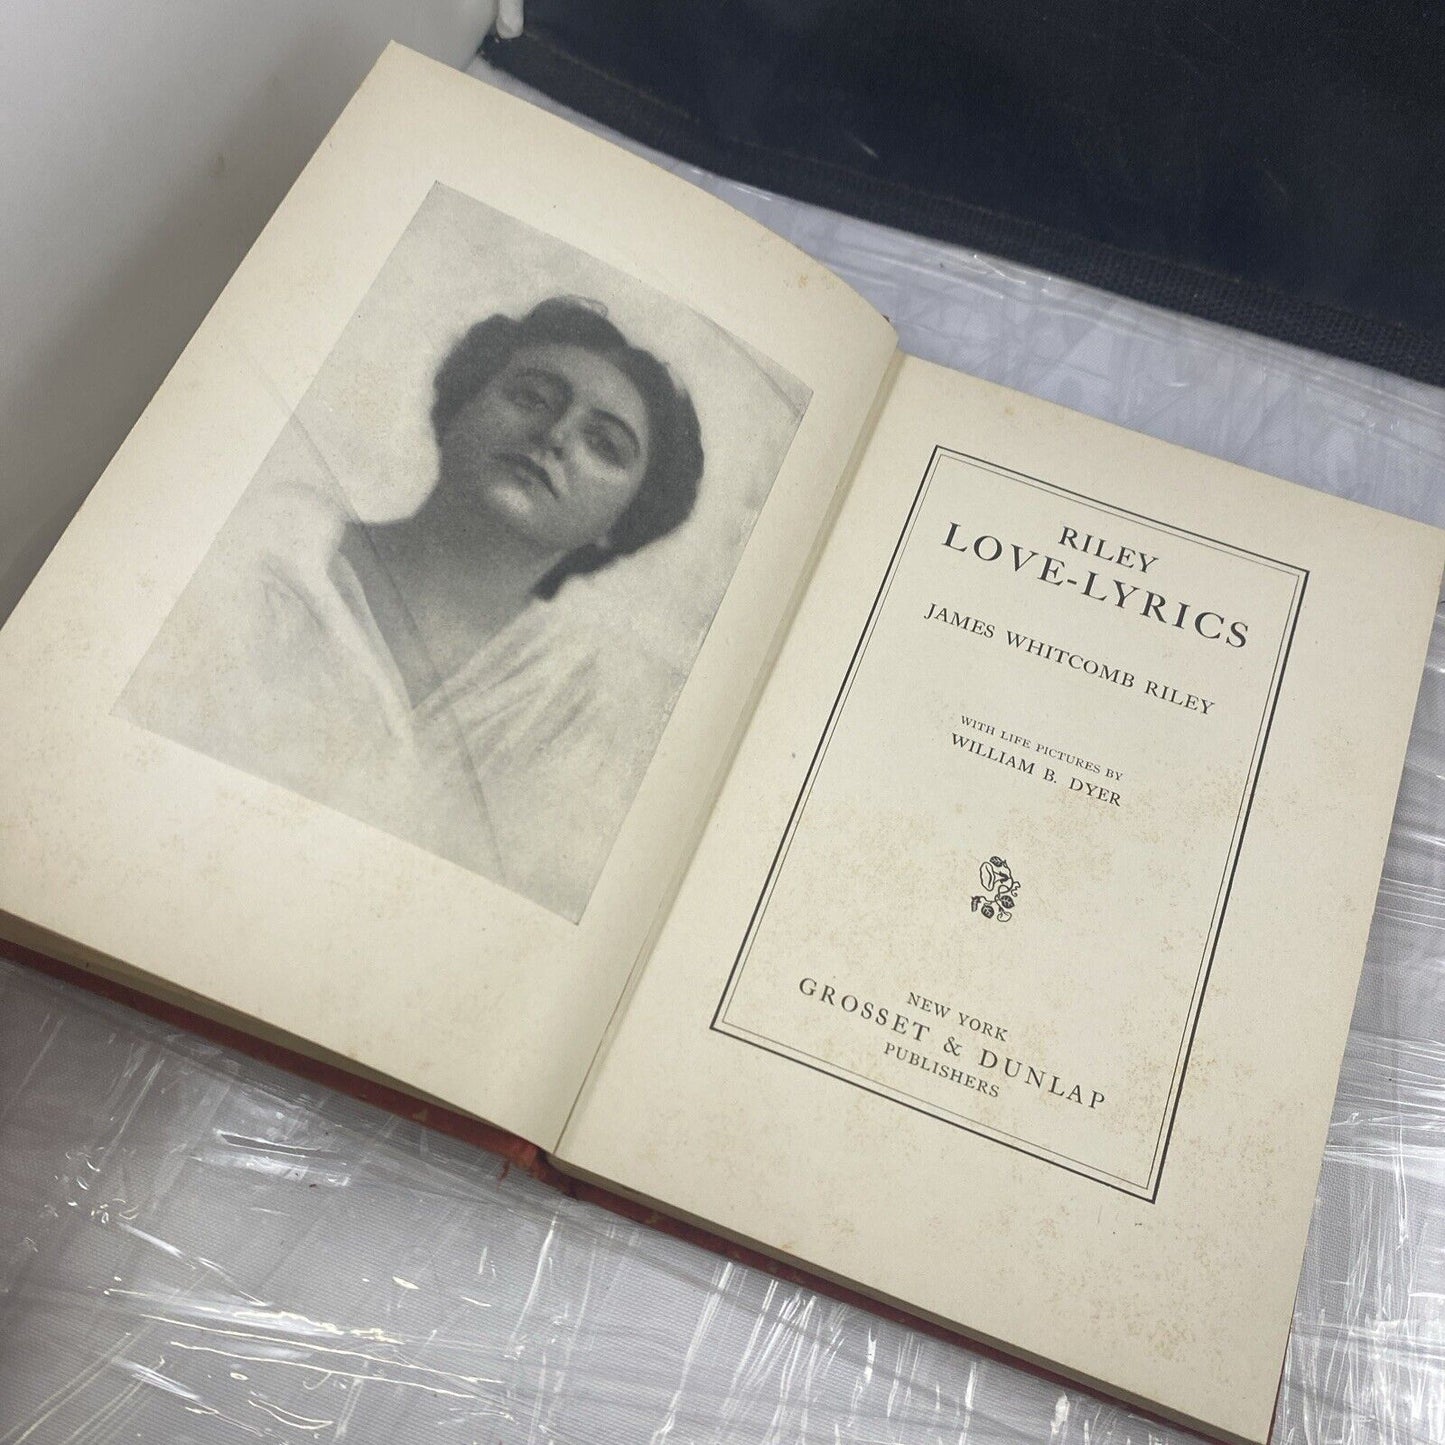 RILEY
LOVE-LYRICS
JAMES WHITCOMB RILEY
WITH LIFE PICTURES BY
WILLIAM B. DYER
NEW YORK
GROSSET & DUNLAP
PUBLISHERS